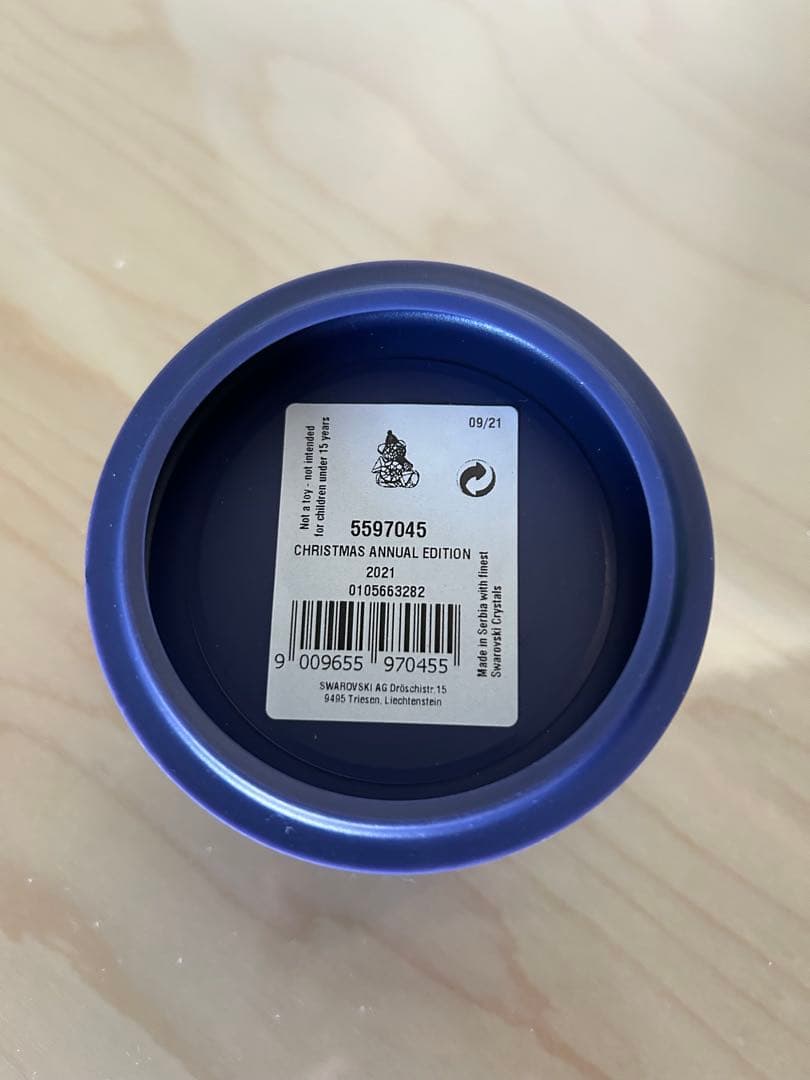 09/21
Not a toy - not intended
for children under 15 years
5597045
CHRISTMAS ANNUAL EDITION
2021
0105663282
9 009655 970455
Made in Serbia with finest
Swarovski Crystals
SWAROVSKI AG Dröschistr.15
9495 Triesen, Liechtenstein